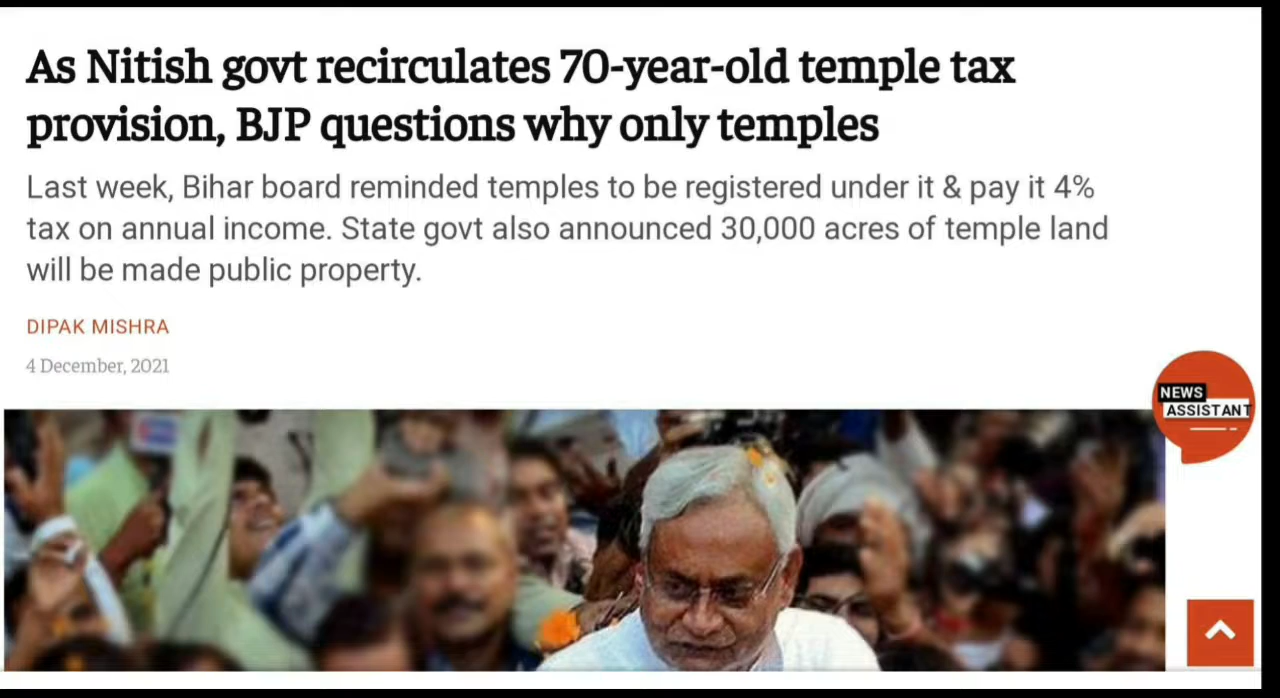 As Nitish govt recirculates 70-year-old temple tax
provision, BJP questions why only temples
Last week, Bihar board reminded temples to be registered under it & pay it 4%
tax on annual income. State govt also announced 30,000 acres of temple land
will be made public property.
DIPAK MISHRA
4 December, 2021
NEWS
ASSISTANT